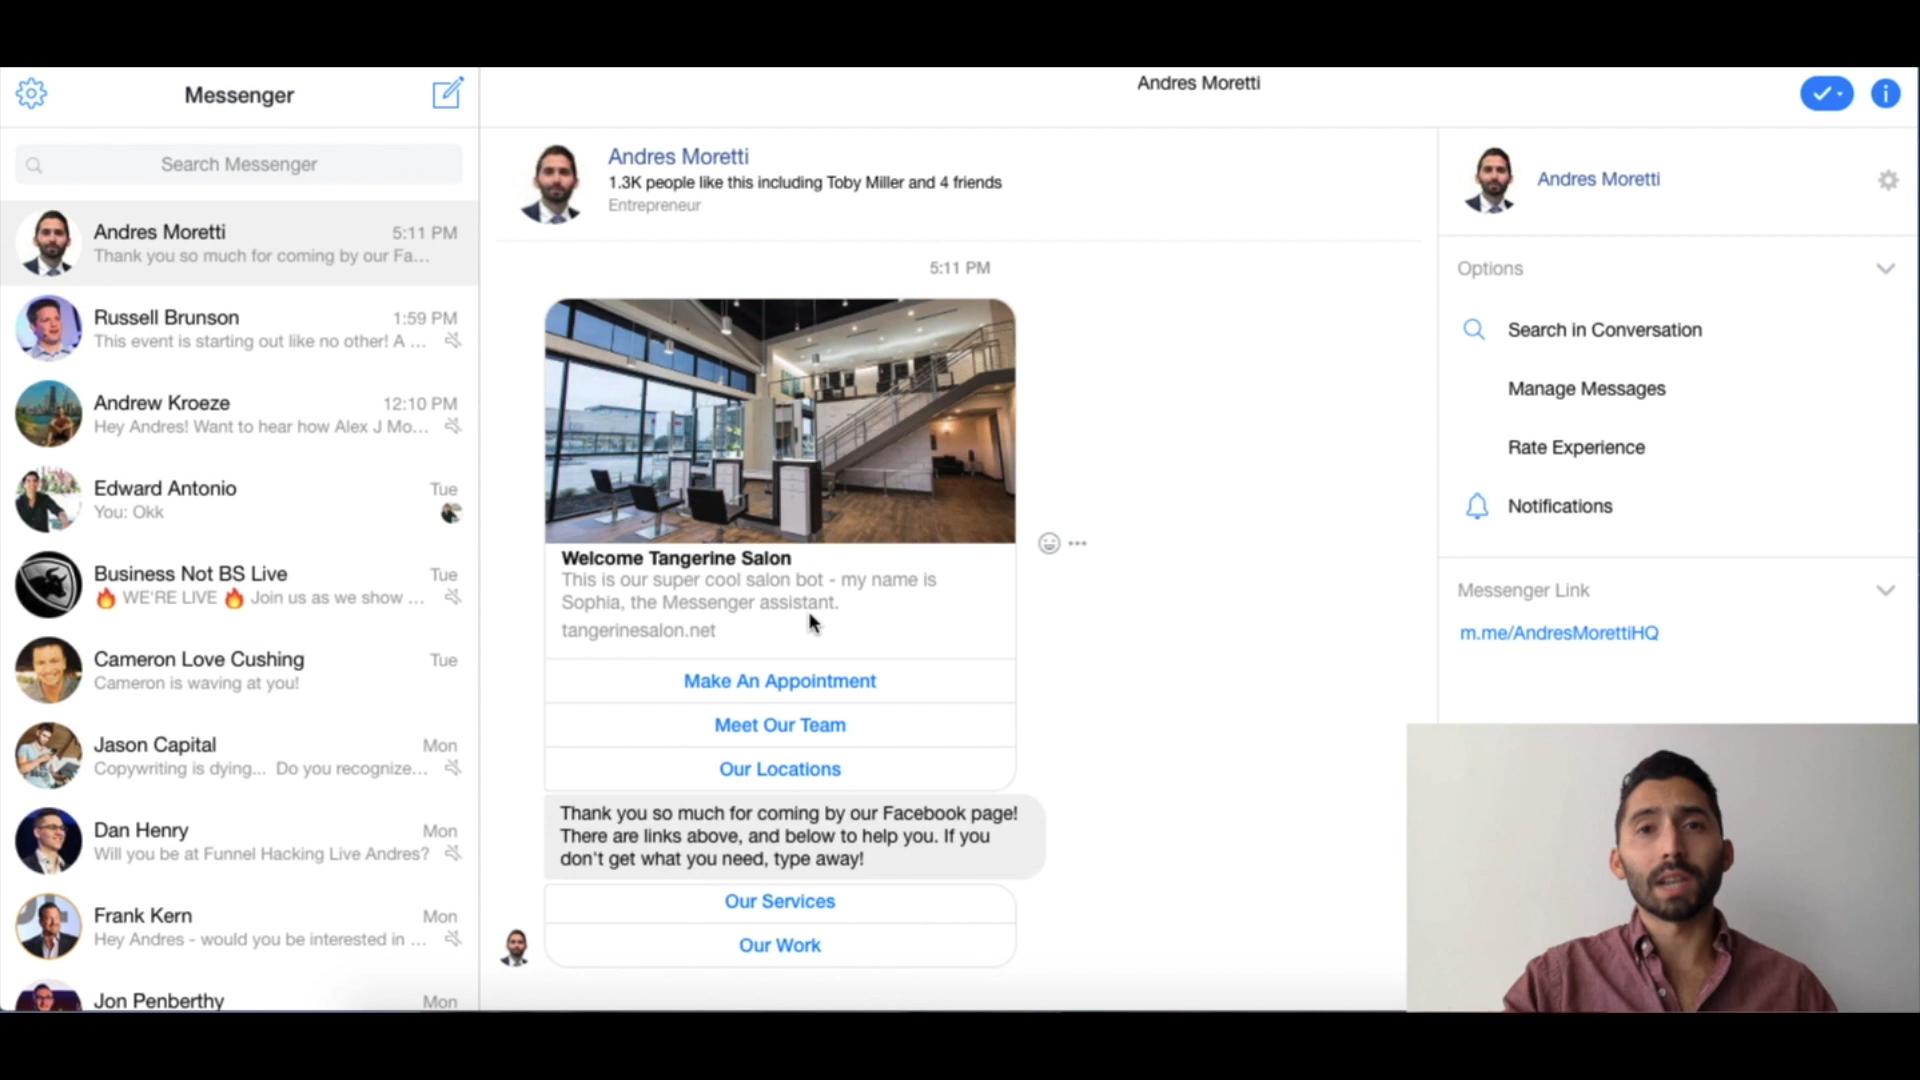 Messenger
Search Messenger
Andres Moretti 5:11 PM
Thank you so much for coming by our Fa...
Russell Brunson 1:59 PM
This event is starting out like no other! A ...
Andrew Kroeze 12:10 PM
Hey Andres! Want to hear how Alex J Mo...
Edward Antonio Tue
You: Okk
Business Not BS Live Tue
🔥 WE'RE LIVE 🔥 Join us as we show ...
Cameron Love Cushing Tue
Cameron is waving at you!
Jason Capital Mon
Copywriting is dying... Do you recognize...
Dan Henry Mon
Will you be at Funnel Hacking Live Andres?
Frank Kern Mon
Hey Andres - would you be interested in ...
Jon Penberthy Mon
Andres Moretti
Andres Moretti
1.3K people like this including Toby Miller and 4 friends
Entrepreneur
5:11 PM
Welcome Tangerine Salon
This is our super cool salon bot - my name is
Sophia, the Messenger assistant.
tangerinesalon.net
Make An Appointment
Meet Our Team
Our Locations
Thank you so much for coming by our Facebook page!
There are links above, and below to help you. If you
don't get what you need, type away!
Our Services
Our Work
Andres Moretti
Options
Search in Conversation
Manage Messages
Rate Experience
Notifications
Messenger Link
m.me/AndresMorettiHQ